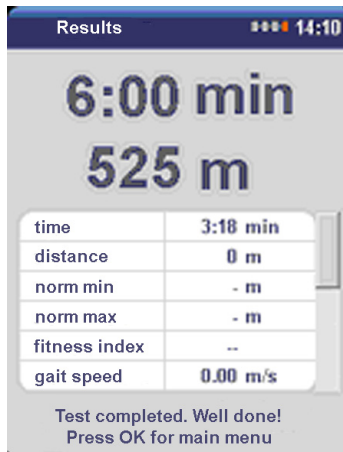 Results 14:10
6:00 min
525 m
time 3:18 min
distance 0 m
norm min - m
norm max - m
fitness index --
gait speed 0.00 m/s
Test completed. Well done!
Press OK for main menu